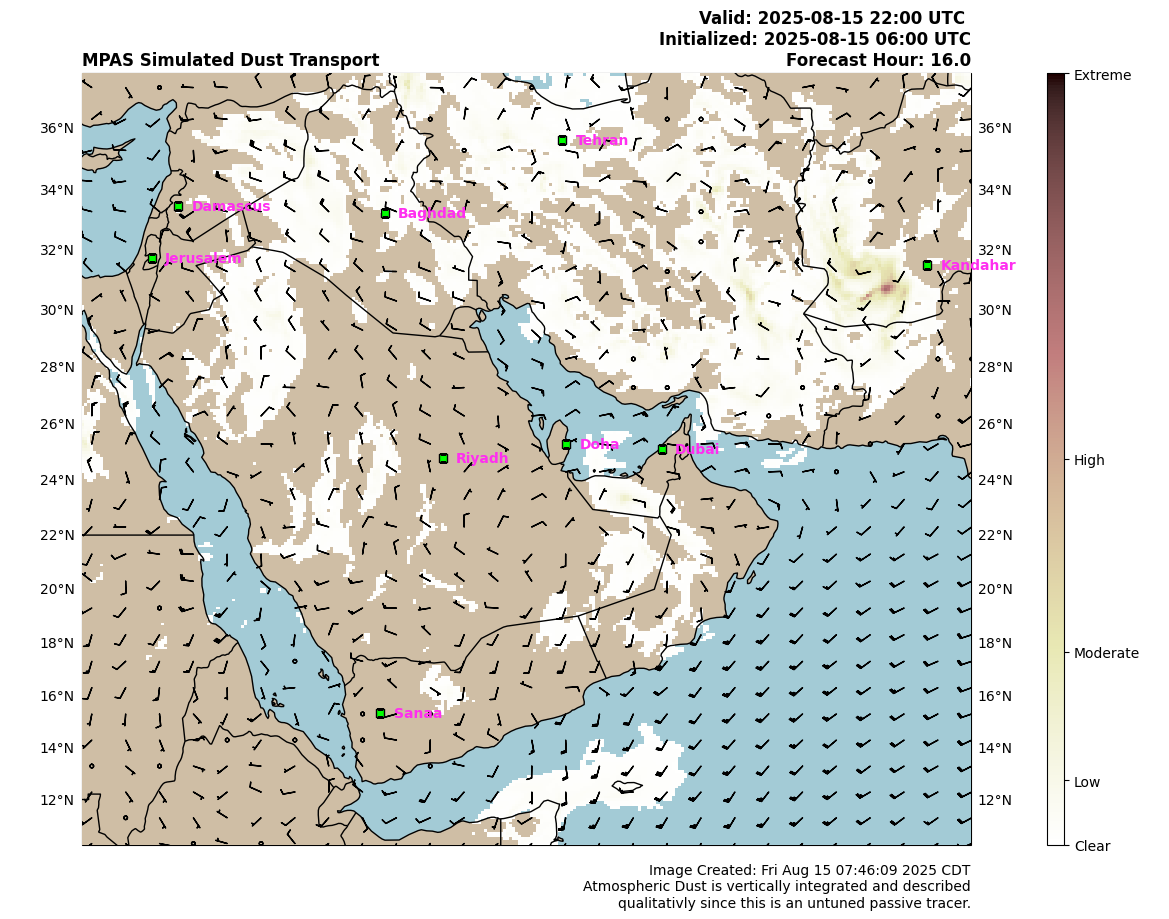 Valid: 2025-08-15 22:00 UTC
Initialized: 2025-08-15 06:00 UTC
MPAS Simulated Dust Transport
Forecast Hour: 16.0
Extreme
36°N
36°N
Tehran
34°N
34°N
Damascus
Baghdad
32°N
32°N
Jerusalem
Kandahar
30°N
30°N
28°N
28°N
26°N
26°N
Doha
Dubai
Riyadh
High
24°N
24°N
22°N
22°N
20°N
20°N
18°N
18°N
Moderate
16°N
16°N
Sanaa
14°N
14°N
Low
12°N
12°N
Clear
Image Created: Fri Aug 15 07:46:09 2025 CDT
Atmospheric Dust is vertically integrated and described
qualitativly since this is an untuned passive tracer.